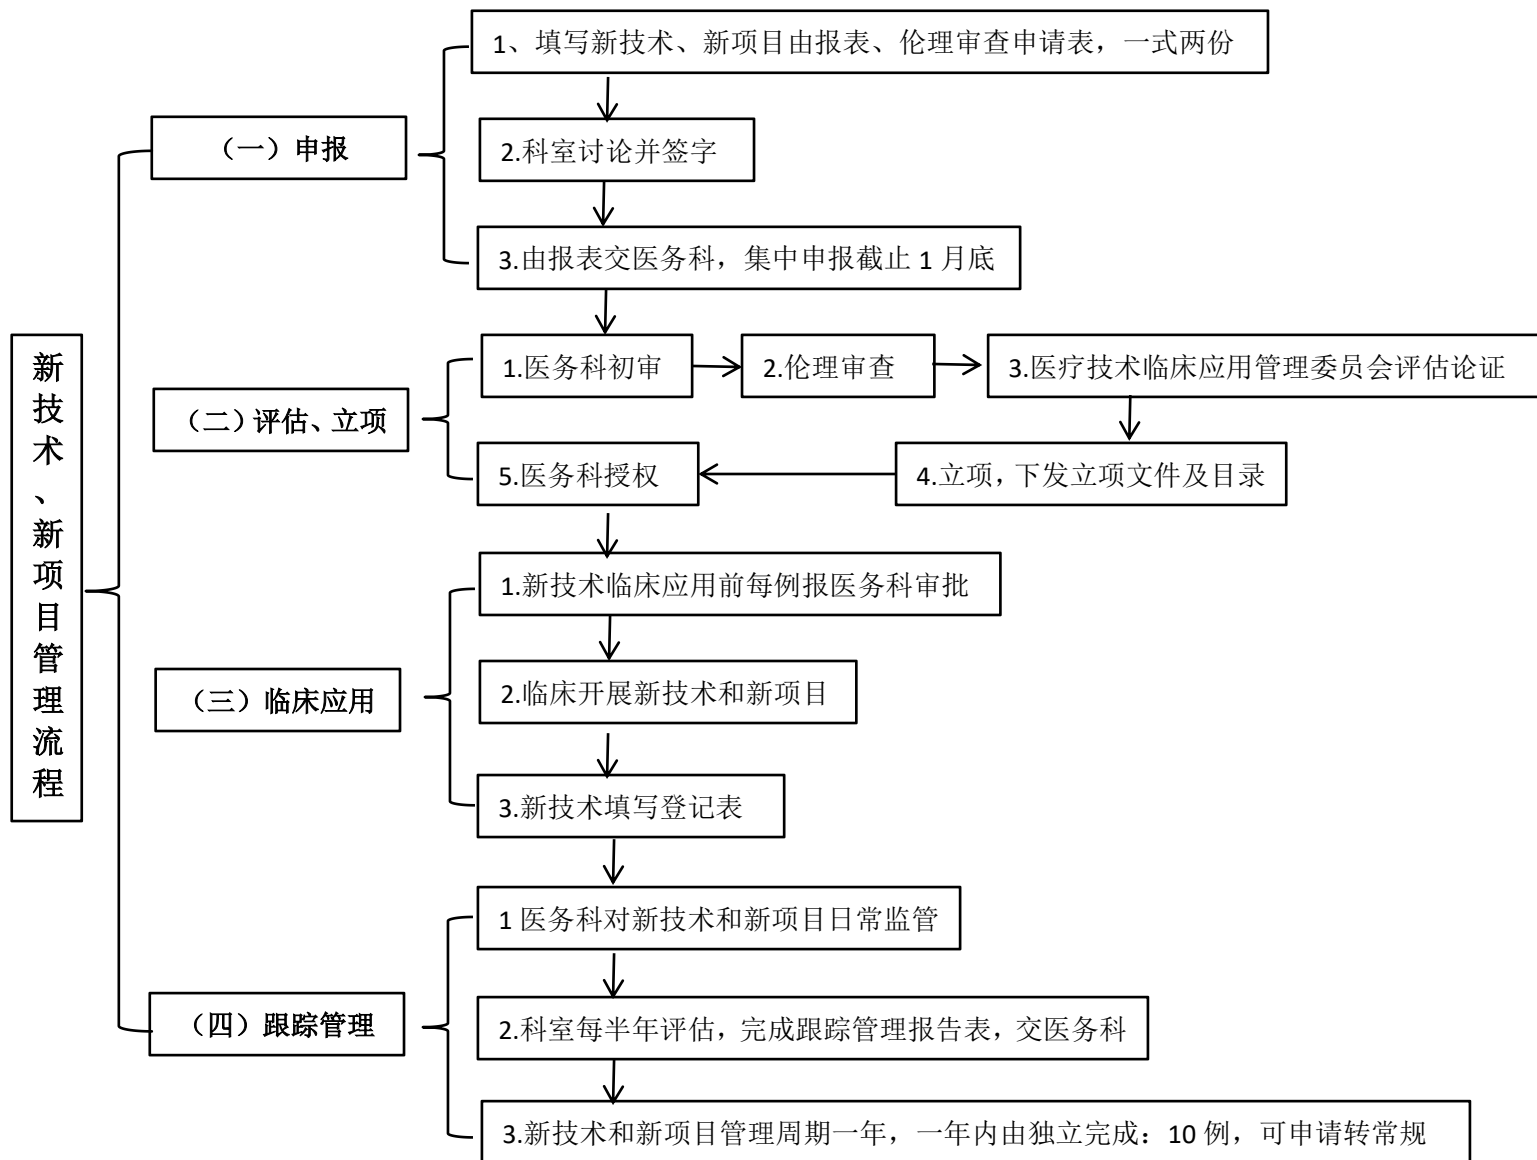 新技术、新项目管理流程
（一）申报
1、填写新技术、新项目由报表、伦理审查申请表，一式两份
2.科室讨论并签字
3.由报表交医务科，集中申报截止 1 月底
（二）评估、立项
1.医务科初审
2.伦理审查
3.医疗技术临床应用管理委员会评估论证
4.立项，下发立项文件及目录
5.医务科授权
（三）临床应用
1.新技术临床应用前每例报医务科审批
2.临床开展新技术和新项目
3.新技术填写登记表
（四）跟踪管理
1 医务科对新技术和新项目日常监管
2.科室每半年评估，完成跟踪管理报告表，交医务科
3.新技术和新项目管理周期一年，一年内由独立完成：10 例，可申请转常规